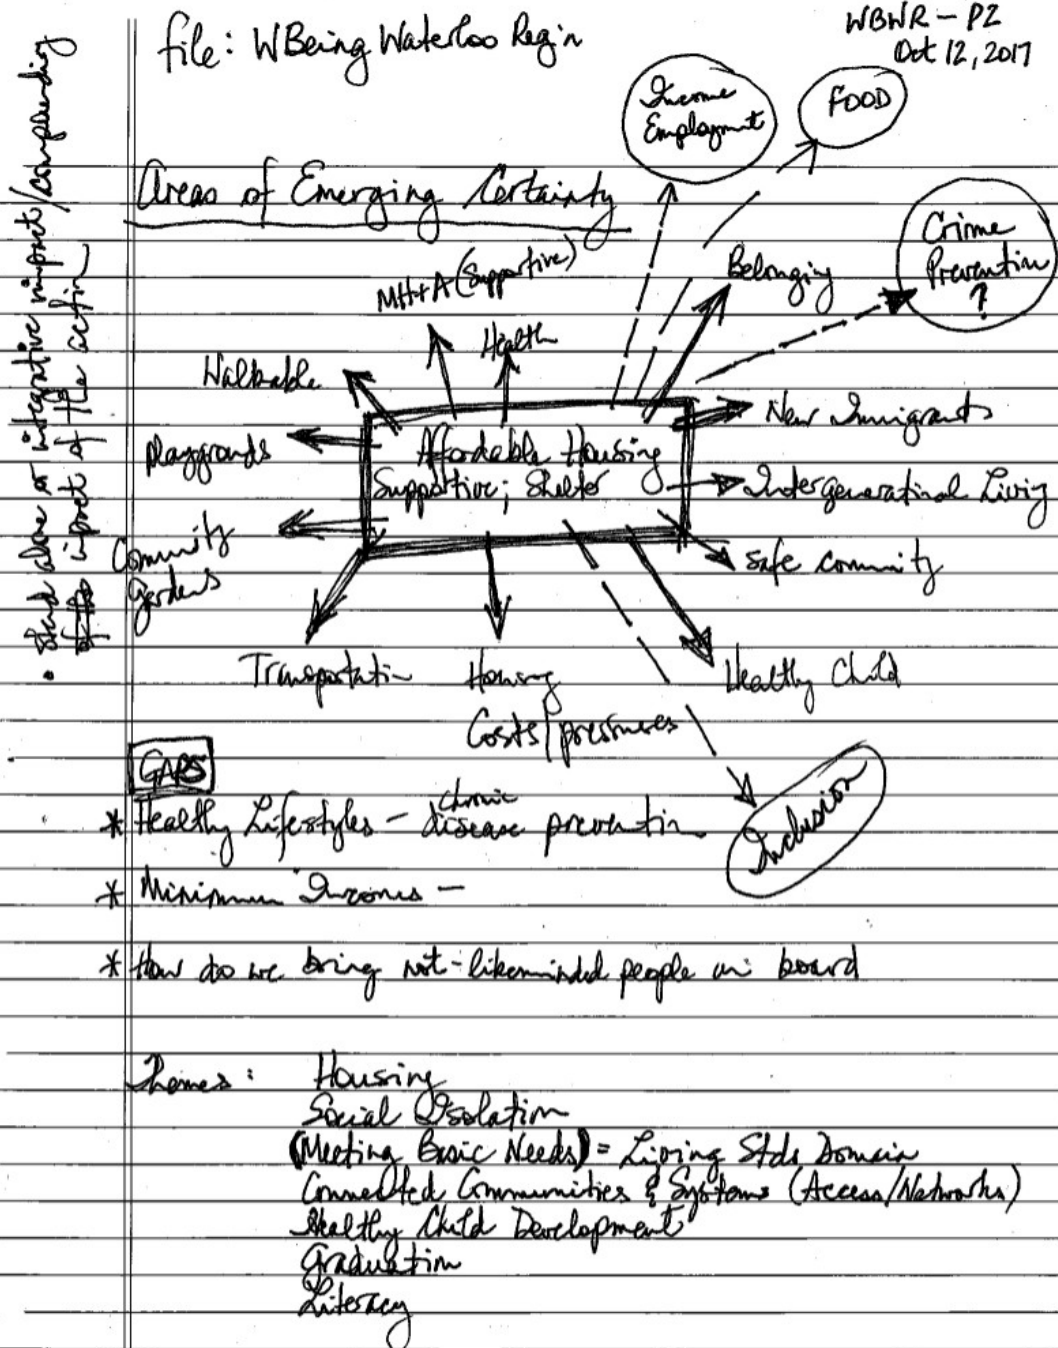 WBWR - P2
file: WBeing Waterloo Regin
Oct 12, 2017
Income
Employment
FOOD
Areas of Emerging Certainty
Crime
Prevention
?
MH+A (Supportive)
Belonging
Health
Walkable
New Immigrants
playgrounds
Affordable Housing
Supportive; Shelter
Intergenerational Living
Community
Gardens
safe community
Transportation
Housing
Costs/pressures
Healthy Child
Inclusion
GAPS
* Healthy Lifestyles - chronic disease prevention
* Minimum Incomes -
* How do we bring not-likeminded people on board
Themes: Housing
Social Isolation
(Meeting Basic Needs) = Living Stds Domain
Connected Communities & Systems (Access/Networks)
Healthy Child Development
Graduation
Literacy
• Stand alone or integrative impact/compounding
impact of the action)